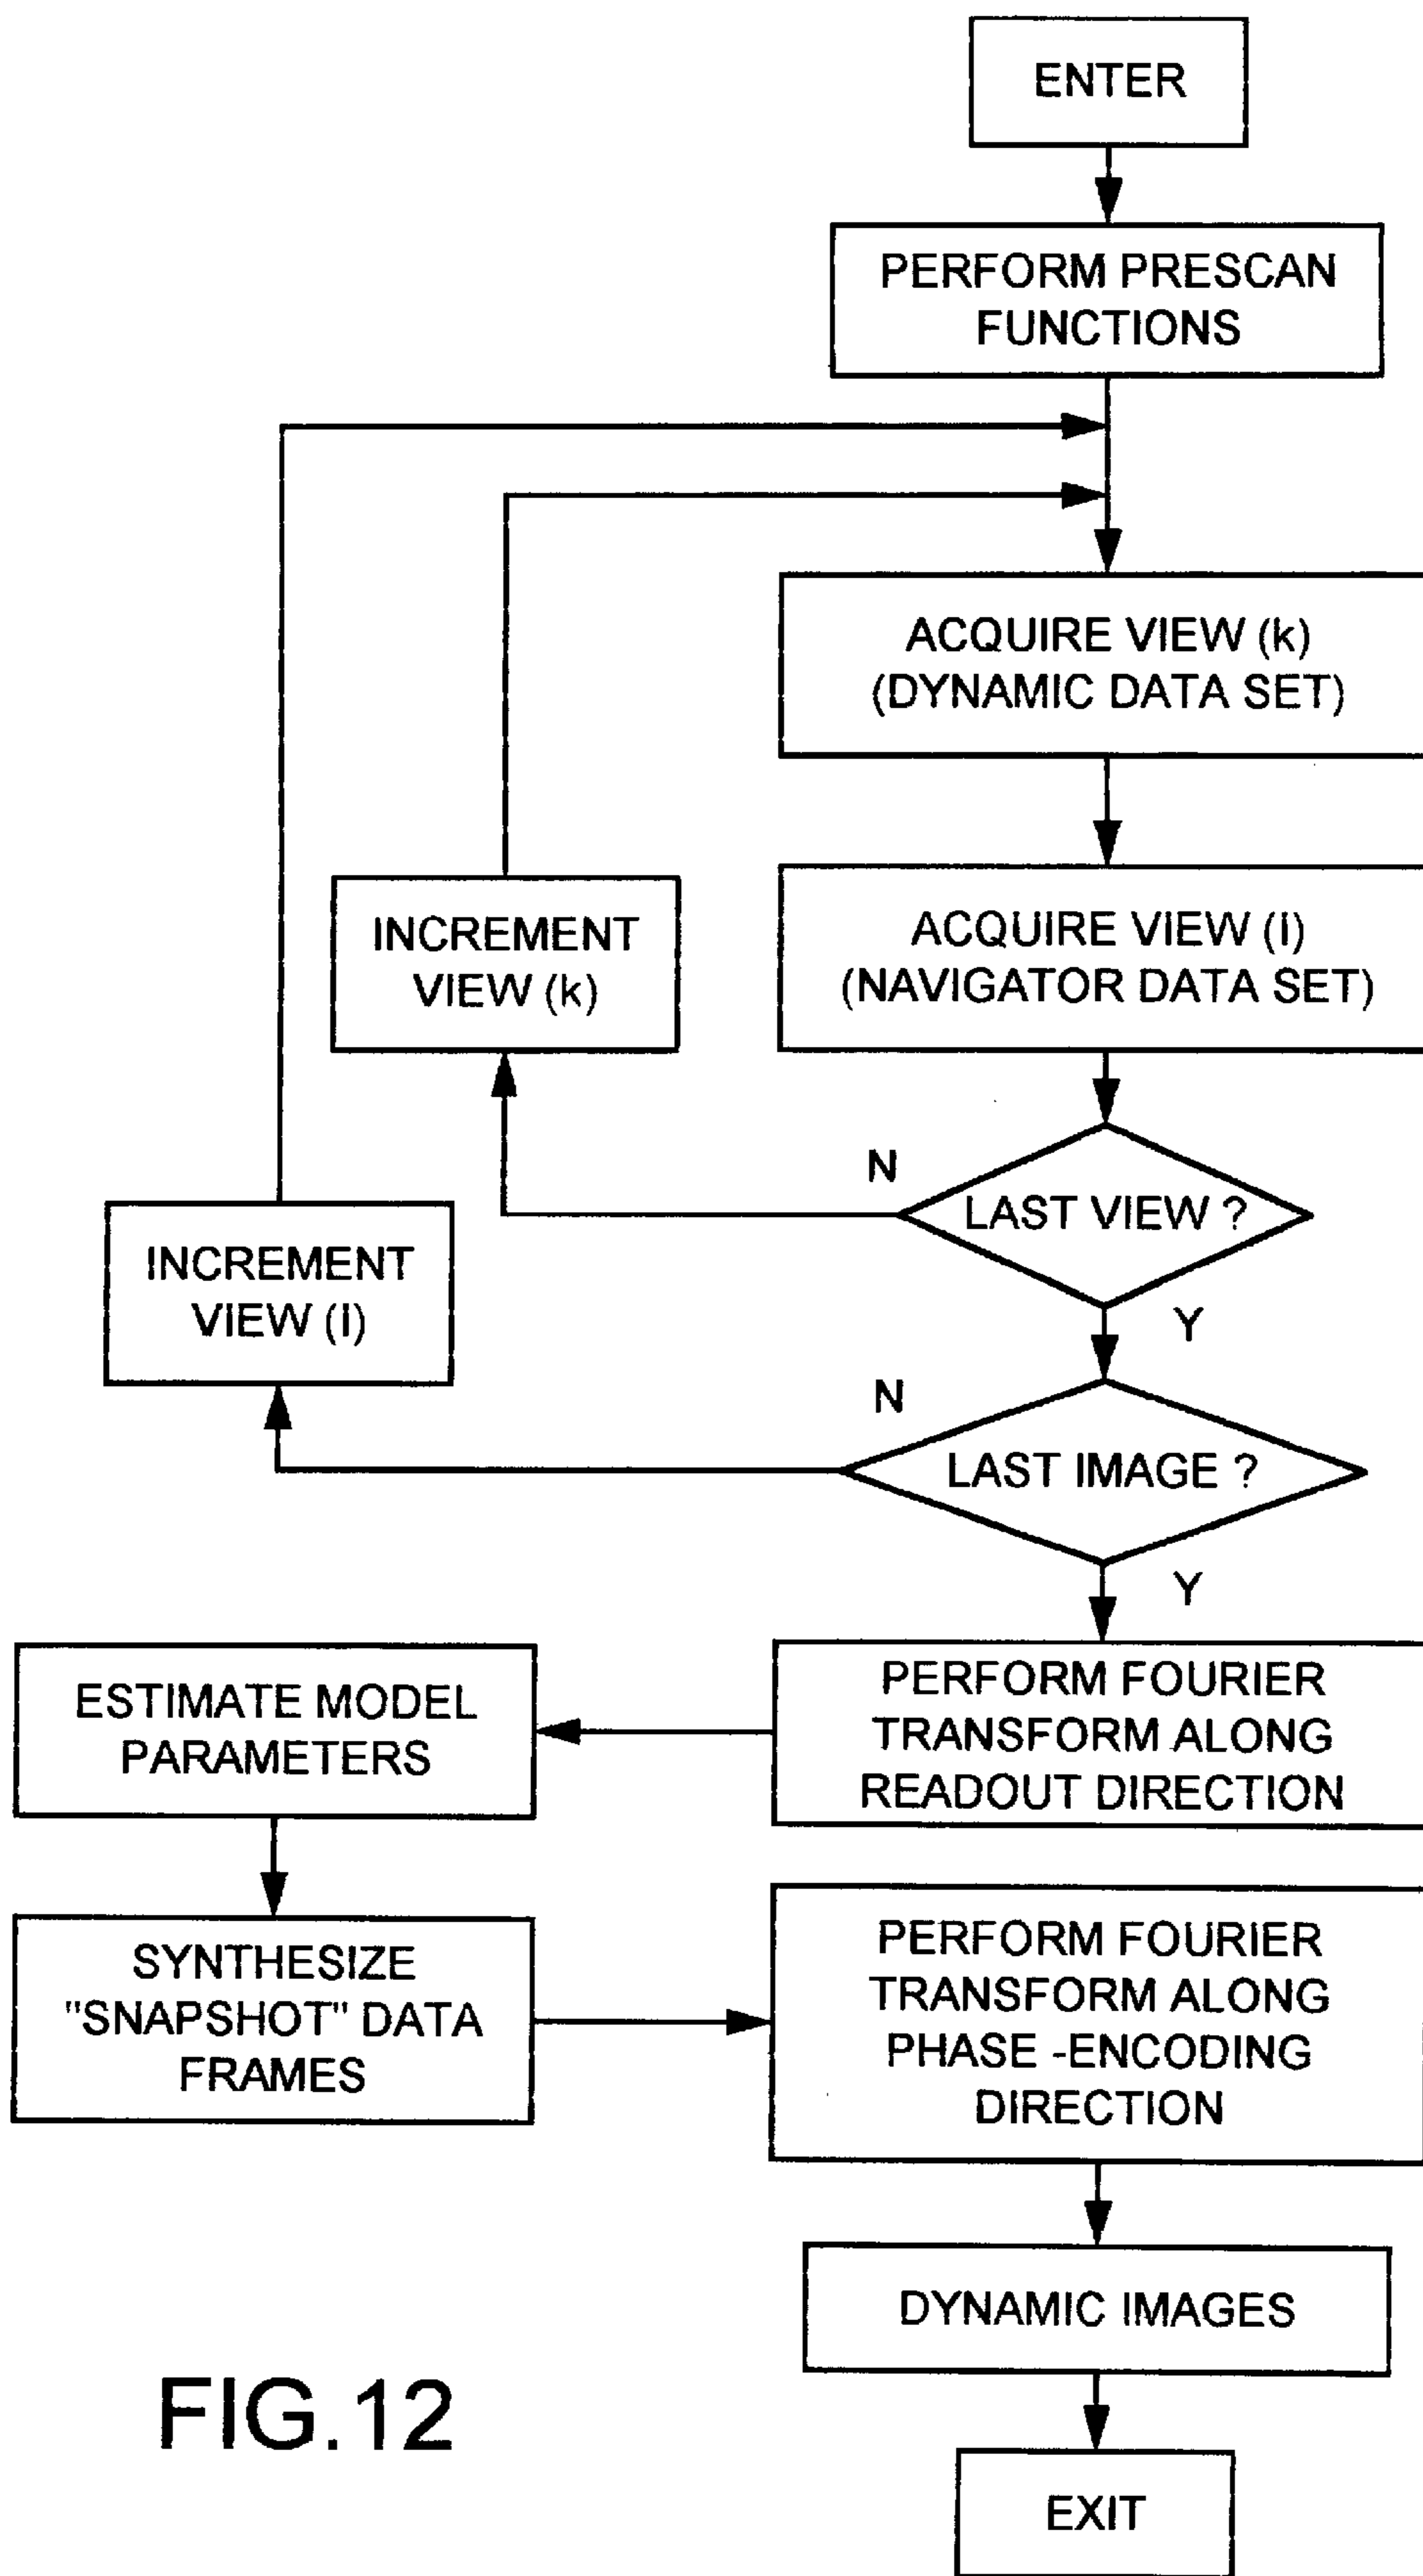 ENTER
PERFORM PRESCAN
FUNCTIONS
ACQUIRE VIEW (k)
(DYNAMIC DATA SET)
ACQUIRE VIEW (l)
(NAVIGATOR DATA SET)
INCREMENT
VIEW (k)
N
LAST VIEW ?
INCREMENT
VIEW (l)
Y
N
LAST IMAGE ?
Y
PERFORM FOURIER
TRANSFORM ALONG
READOUT DIRECTION
ESTIMATE MODEL
PARAMETERS
SYNTHESIZE
"SNAPSHOT" DATA
FRAMES
PERFORM FOURIER
TRANSFORM ALONG
PHASE -ENCODING
DIRECTION
DYNAMIC IMAGES
EXIT
FIG.12